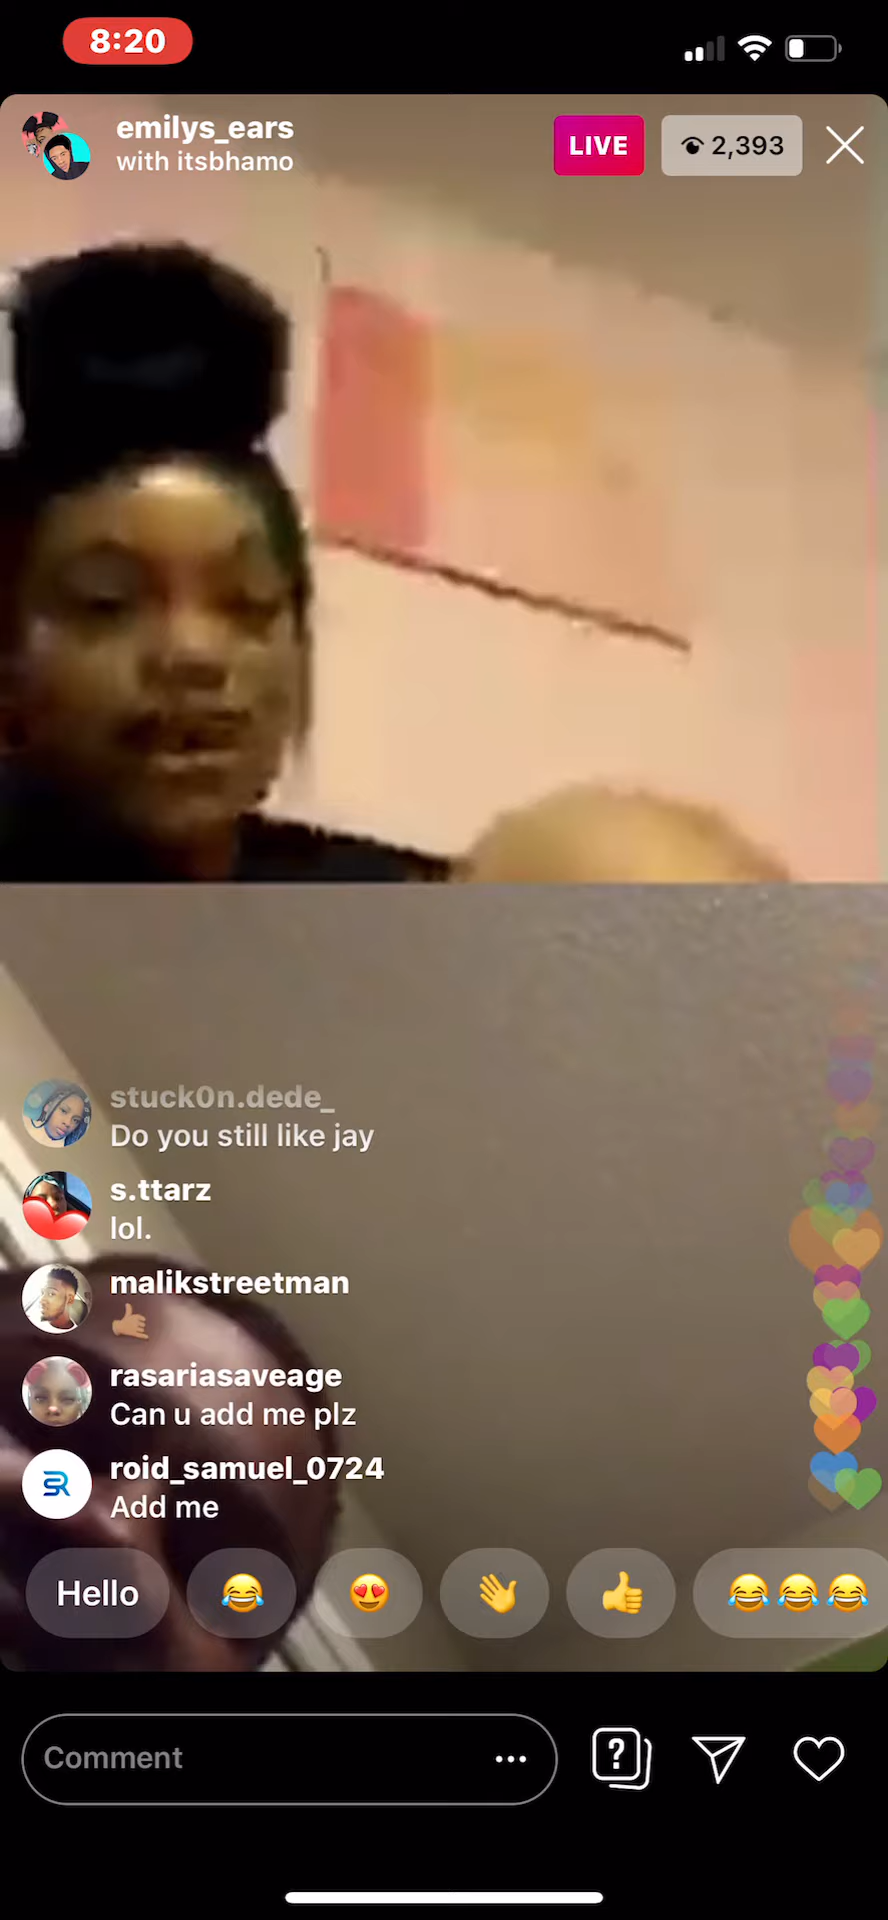 8:20
emilys_ears
with itsbhamo
LIVE
2,393
stuck0n.dede_
Do you still like jay
s.ttarz
lol.
malikstreetman
rasariasaveage
Can u add me plz
SR
roid_samuel_0724
Add me
Hello
Comment
?